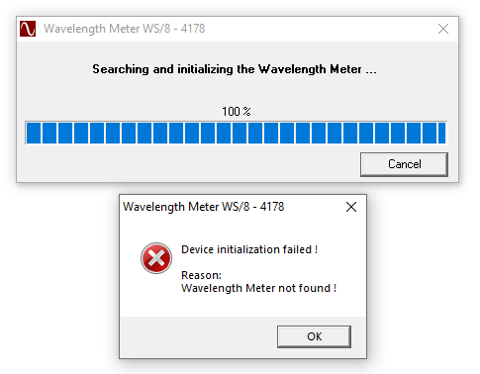 Wavelength Meter WS/8 - 4178
Searching and initializing the Wavelength Meter ...
100 %
Cancel
Wavelength Meter WS/8 - 4178
Device initialization failed !
Reason:
Wavelength Meter not found !
OK